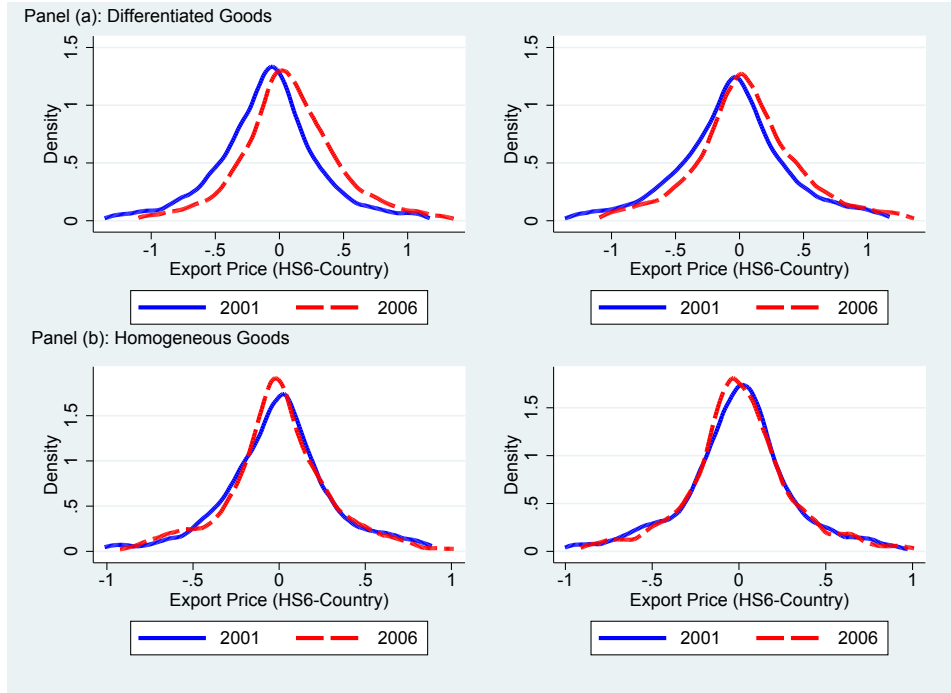 Panel (a): Differentiated Goods
1.5
1
.5
0
Density
-1 -.5 0 .5 1
Export Price (HS6-Country)
2001 2006
1.5
1
.5
0
Density
-1 -.5 0 .5 1
Export Price (HS6-Country)
2001 2006
Panel (b): Homogeneous Goods
1.5
1
.5
0
Density
-1 -.5 0 .5 1
Export Price (HS6-Country)
2001 2006
1.5
1
.5
0
Density
-1 -.5 0 .5 1
Export Price (HS6-Country)
2001 2006